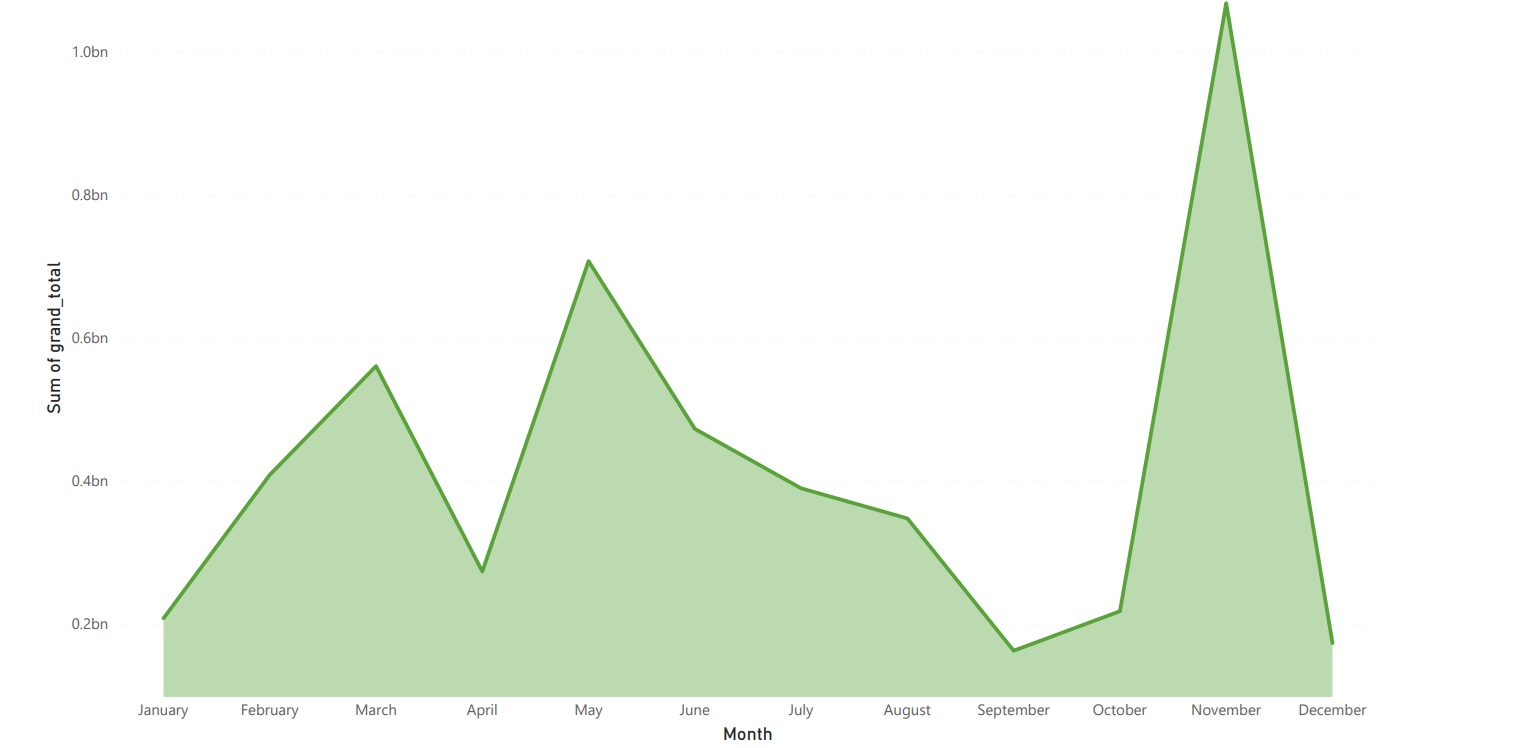 1.0bn
0.8bn
0.6bn
0.4bn
0.2bn
Sum of grand_total
January February March April May June July August September October November December
Month